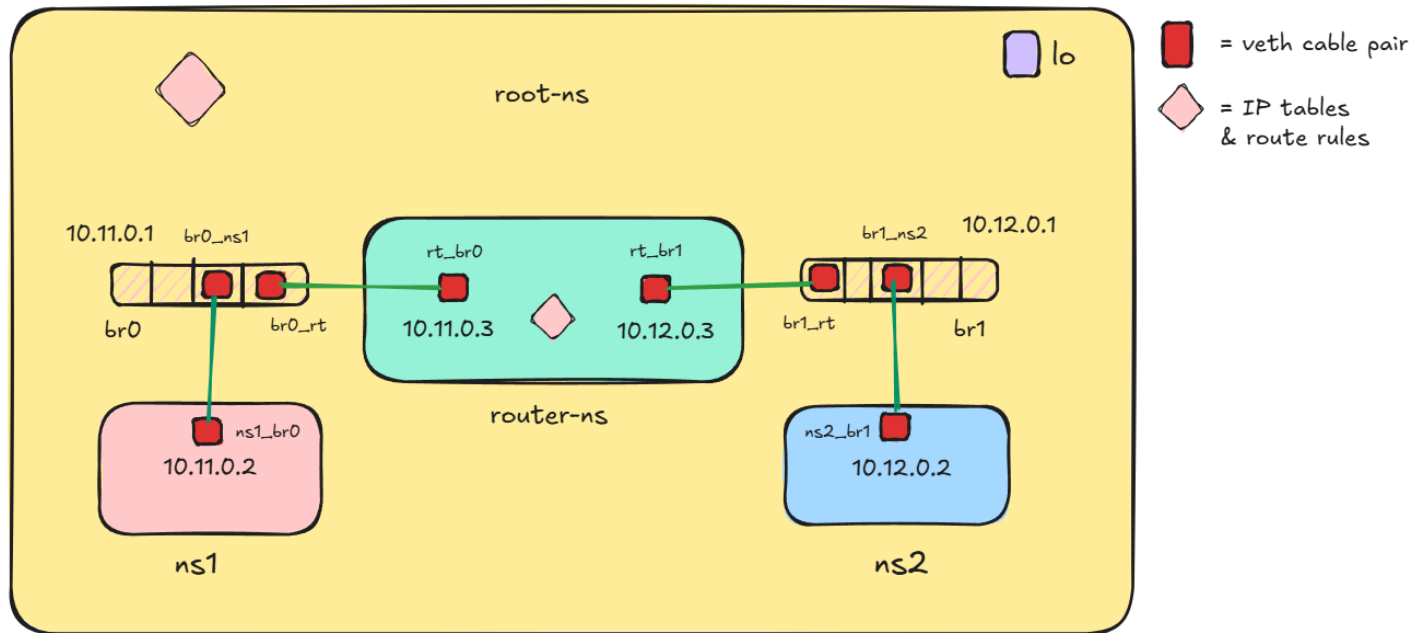 lo
= veth cable pair
root-ns
= IP tables
& route rules
10.11.0.1
br0_ns1
br1_ns2
10.12.0.1
rt_br0
rt_br1
br0
br0_rt
10.11.0.3
10.12.0.3
br1_rt
br1
router-ns
ns1_br0
10.11.0.2
ns2_br1
10.12.0.2
ns1
ns2